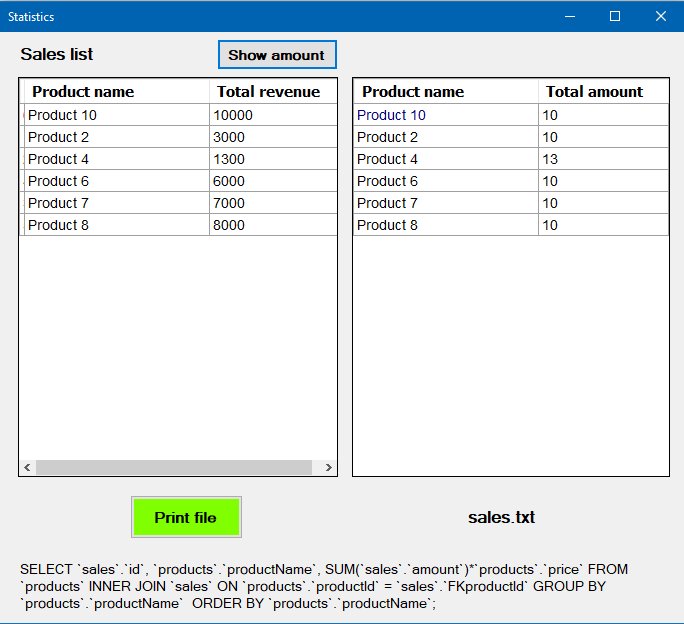 Statistics
Sales list
Show amount
Product name Total revenue
Product 10 10000
Product 2 3000
Product 4 1300
Product 6 6000
Product 7 7000
Product 8 8000
Product name Total amount
Product 10 10
Product 2 10
Product 4 13
Product 6 10
Product 7 10
Product 8 10
Print file
sales.txt
SELECT `sales`.`id`, `products`.`productName`, SUM(`sales`.`amount`)*`products`.`price` FROM
`products` INNER JOIN `sales` ON `products`.`productId` = `sales`.`FKproductId` GROUP BY
`products`.`productName`  ORDER BY `products`.`productName`;